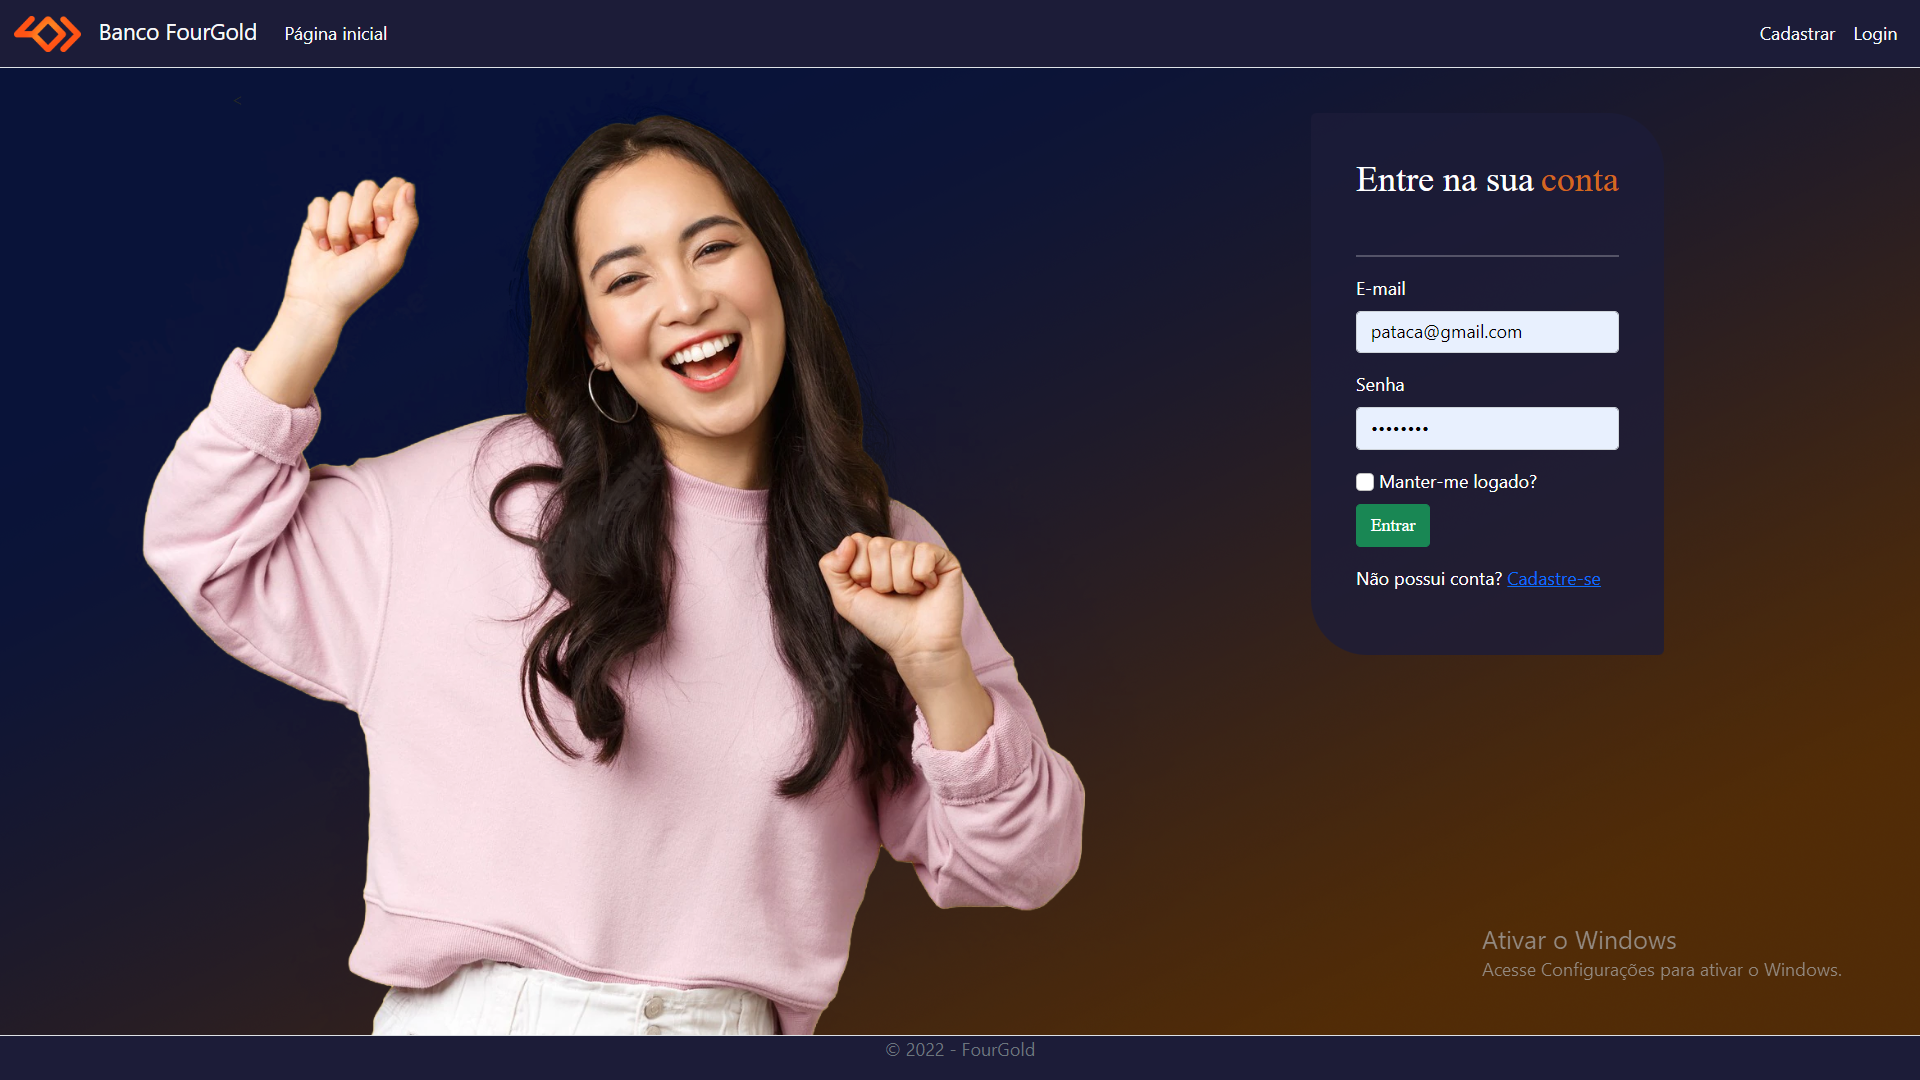 Banco FourGold Página inicial Cadastrar Login
<
Entre na sua conta
E-mail
pataca@gmail.com
Senha
••••••••
Manter-me logado?
Entrar
Não possui conta? Cadastre-se
Ativar o Windows
Acesse Configurações para ativar o Windows.
© 2022 - FourGold